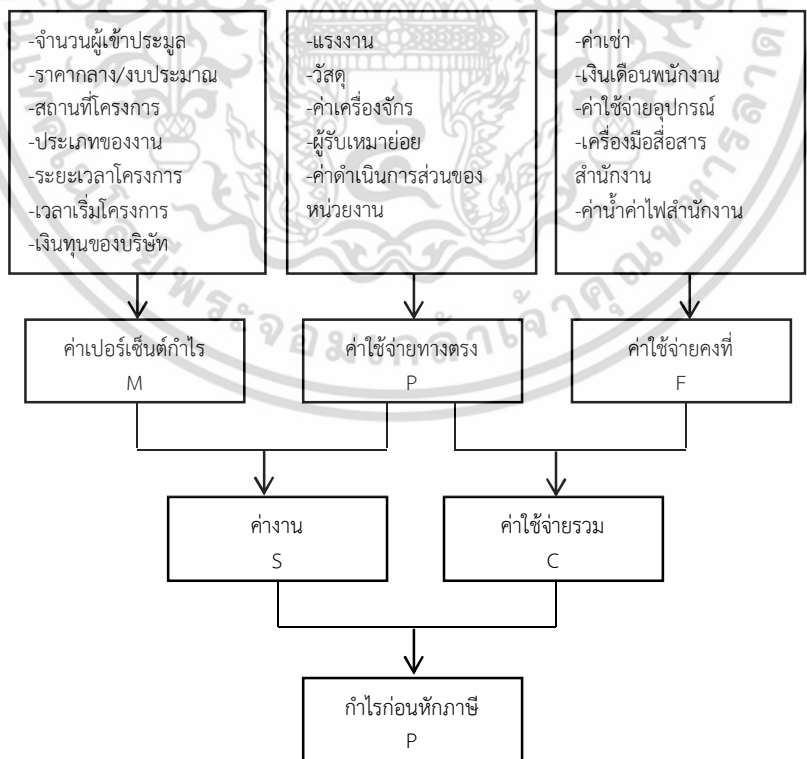 -จำนวนผู้เข้าประมูล
-ราคากลาง/งบประมาณ
-สถานที่โครงการ
-ประเภทของงาน
-ระยะเวลาโครงการ
-เวลาเริ่มโครงการ
-เงินทุนของบริษัท
-แรงงาน
-วัสดุ
-ค่าเครื่องจักร
-ผู้รับเหมาย่อย
-ค่าดำเนินการส่วนของ
หน่วยงาน
-ค่าเช่า
-เงินเดือนพนักงาน
-ค่าใช้จ่ายอุปกรณ์
-เครื่องมือสื่อสาร
สำนักงาน
-ค่าน้ำค่าไฟสำนักงาน
ค่าเปอร์เซ็นต์กำไร
M
ค่าใช้จ่ายทางตรง
P
ค่าใช้จ่ายคงที่
F
ค่างาน
S
ค่าใช้จ่ายรวม
C
กำไรก่อนหักภาษี
P